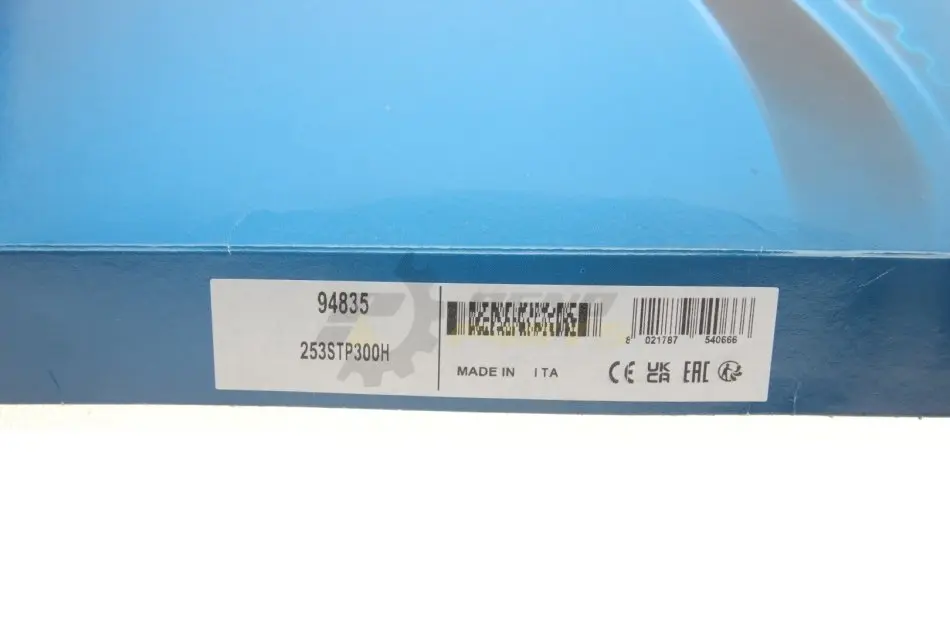 94835
253STP300H
MADE IN ITA
8 021787 540666
CE UK CA EAC